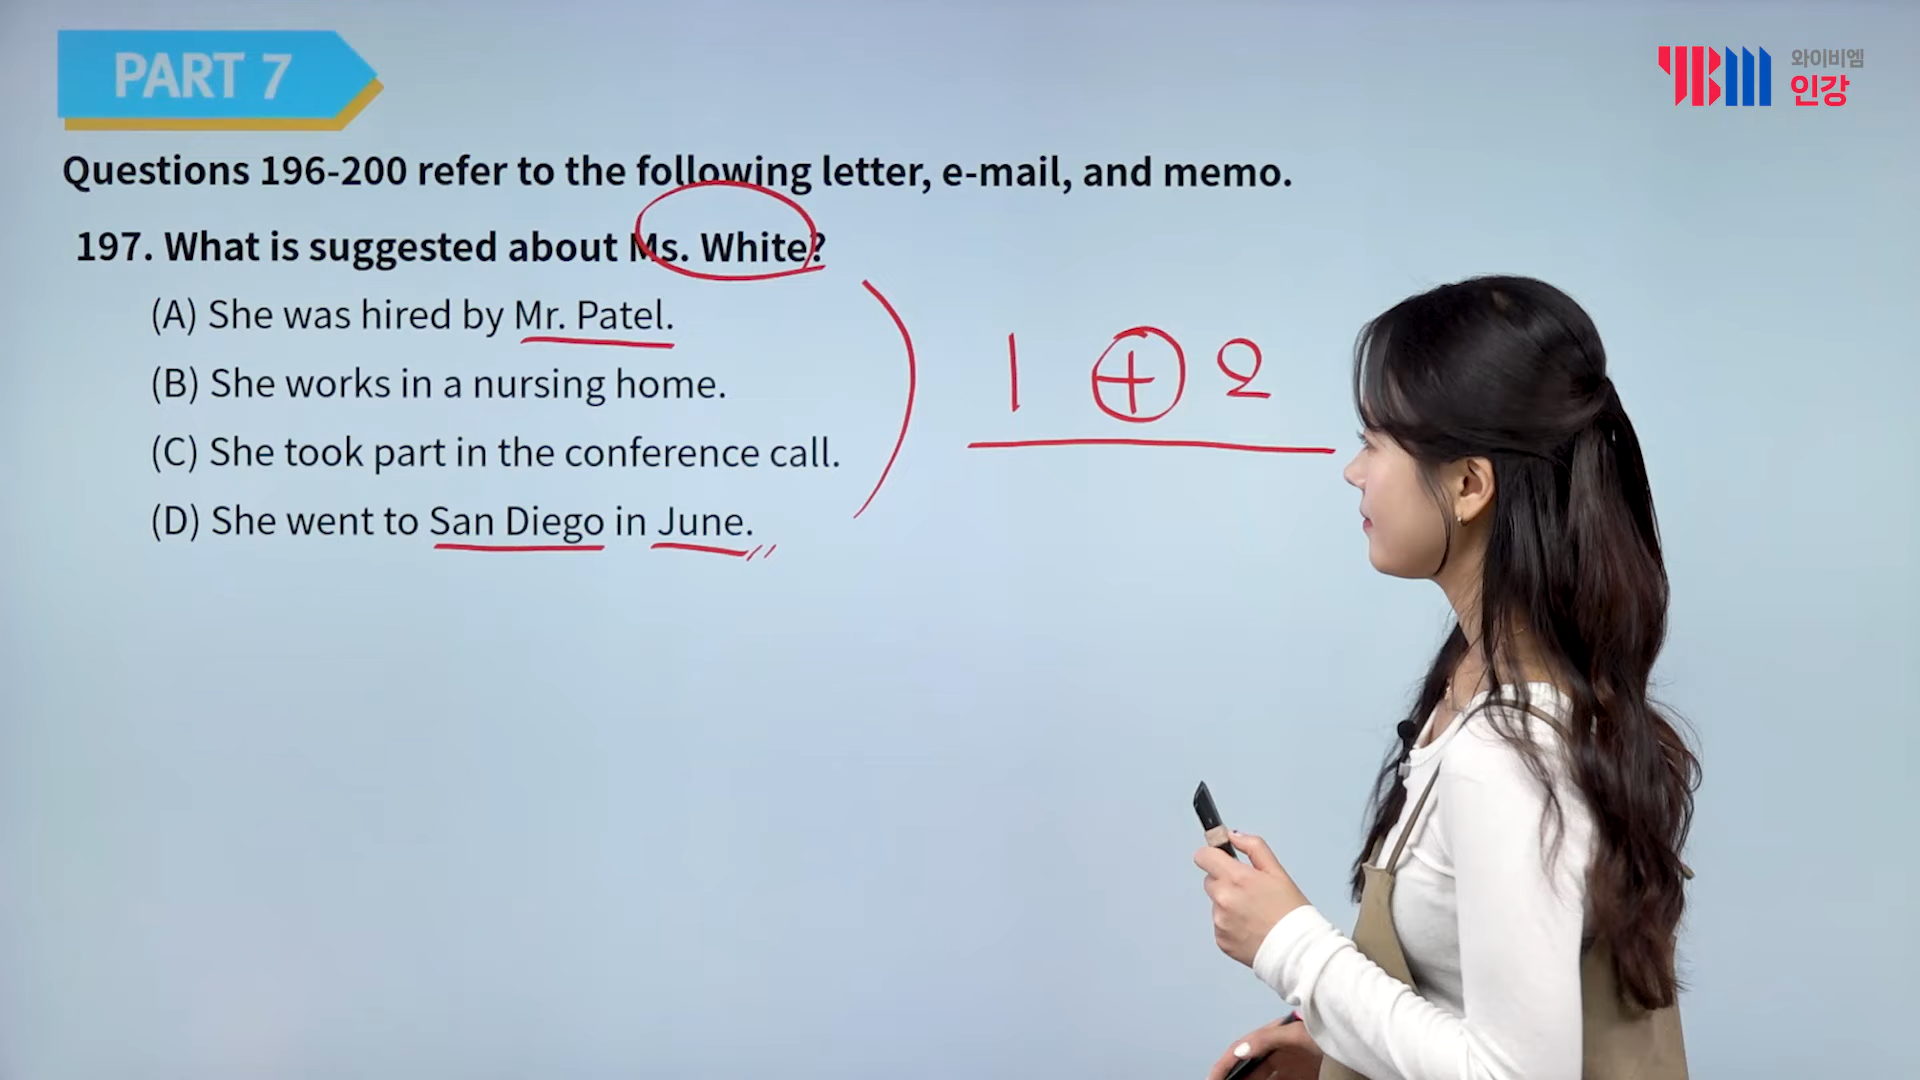 PART 7
YBM 와이비엠
인강
Questions 196-200 refer to the following letter, e-mail, and memo.
197. What is suggested about Ms. White?
(A) She was hired by Mr. Patel.
(B) She works in a nursing home.
(C) She took part in the conference call.
(D) She went to San Diego in June.
1 + 2